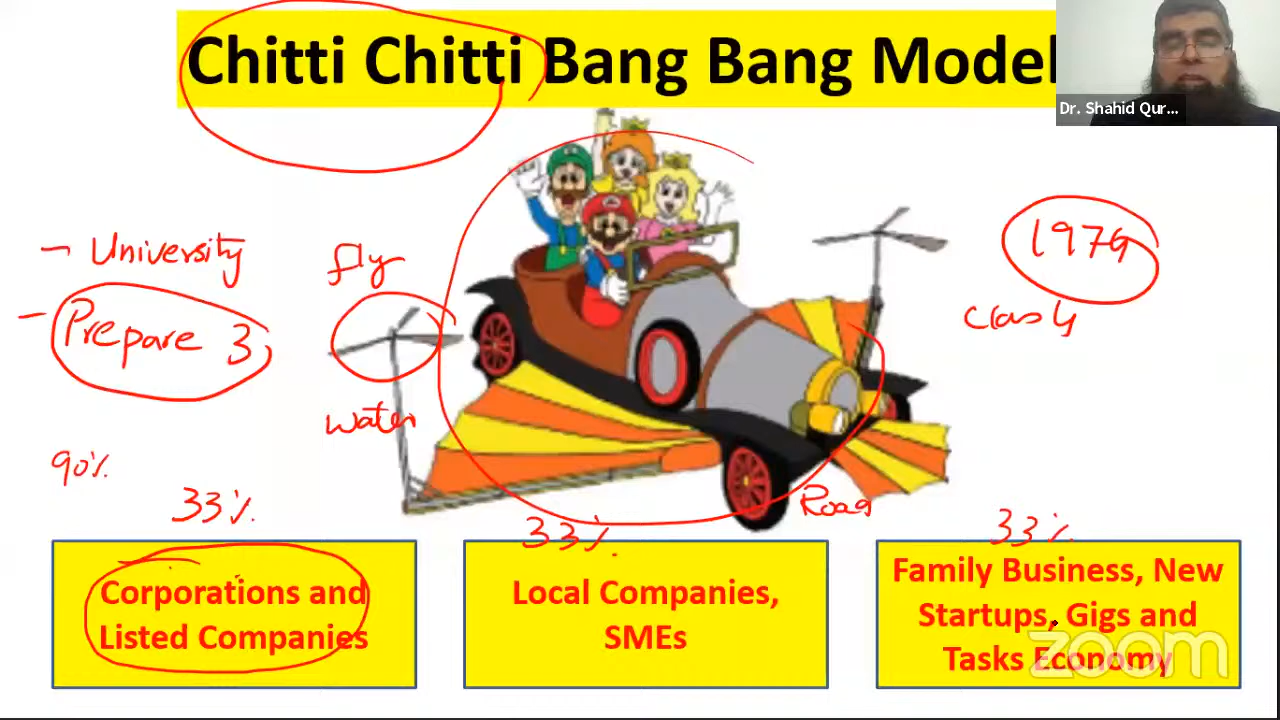 Chitti Chitti Bang Bang Model
Dr. Shahid Qur...
1979
Clash
- University
- Prepare 3
fly
water
Road
90%
33%
33%
33%
Corporations and
Listed Companies
Local Companies,
SMEs
Family Business, New
Startups, Gigs and
Tasks Economy
zoom